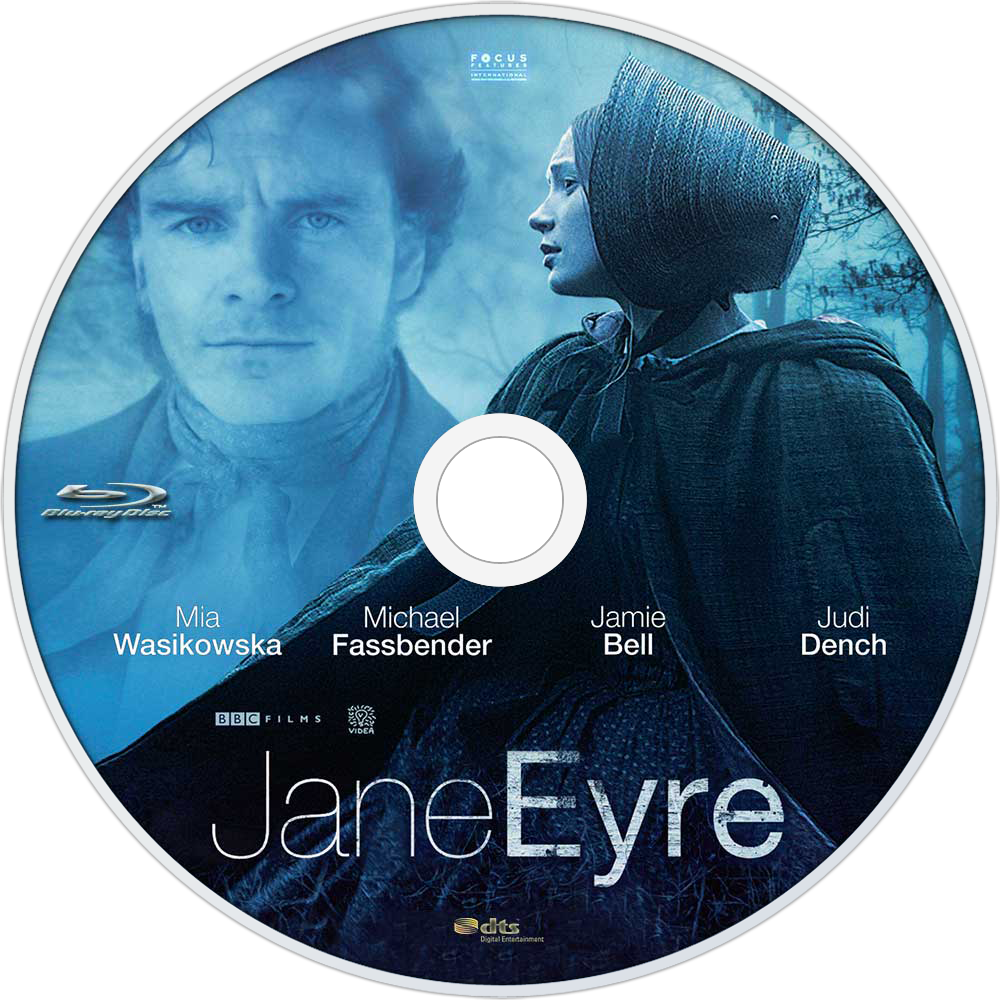 FOCUS
FEATURES
INTERNATIONAL
Blu-ray Disc™
Mia
Wasikowska
Michael
Fassbender
Jamie
Bell
Judi
Dench
BBC FILMS
VIDEA
JaneEyre
dts
Digital Entertainment